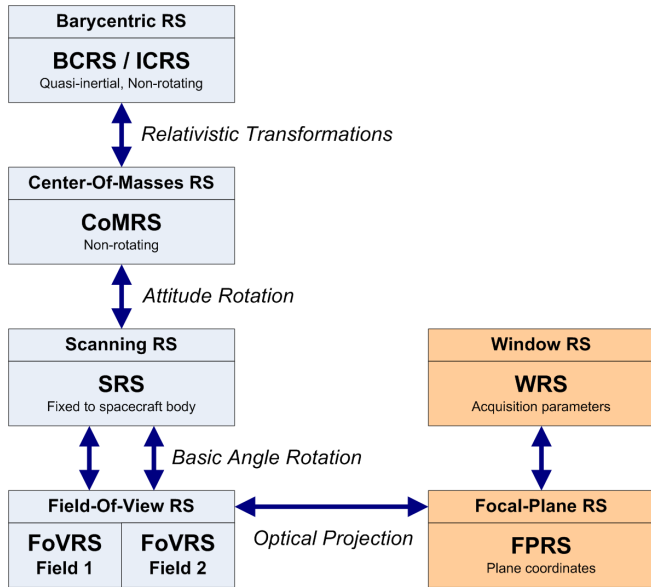 Barycentric RS
BCRS / ICRS
Quasi-inertial, Non-rotating
Relativistic Transformations
Center-Of-Masses RS
CoMRS
Non-rotating
Attitude Rotation
Scanning RS
SRS
Fixed to spacecraft body
Window RS
WRS
Acquisition parameters
Basic Angle Rotation
Field-Of-View RS
FoVRS
Field 1
FoVRS
Field 2
Optical Projection
Focal-Plane RS
FPRS
Plane coordinates